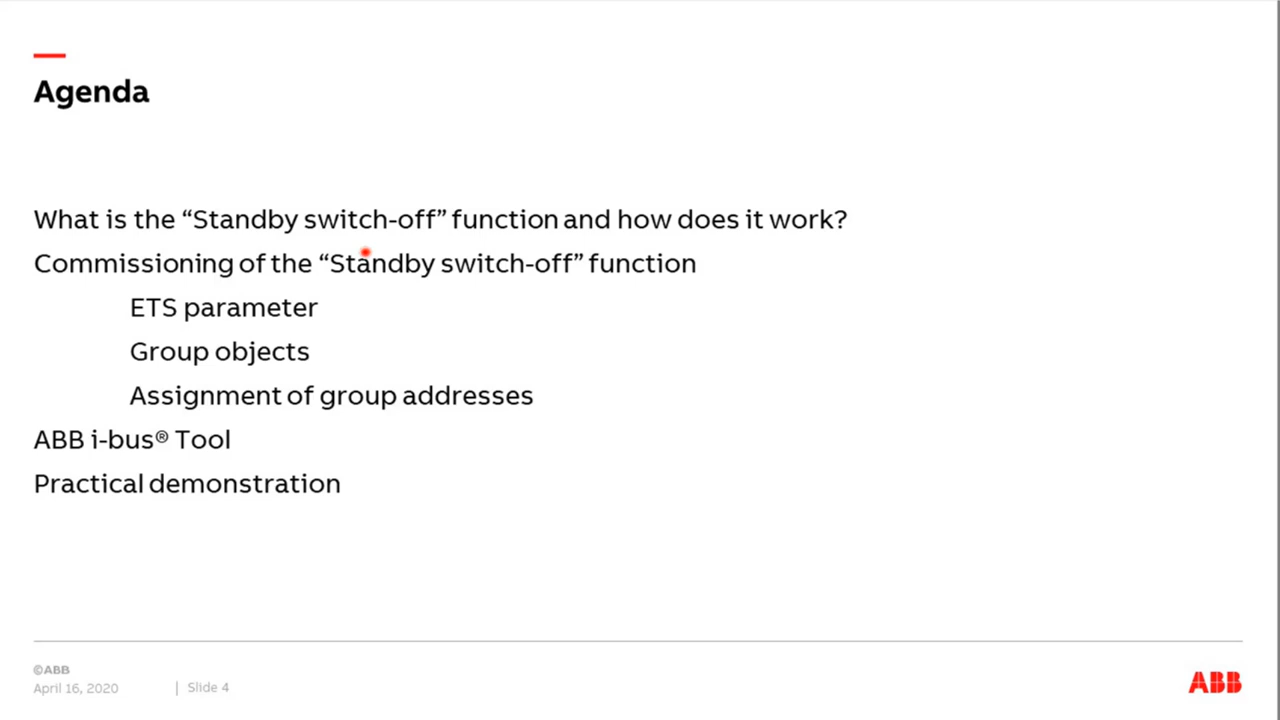 Agenda
What is the “Standby switch-off” function and how does it work?
Commissioning of the “Standby switch-off” function
ETS parameter
Group objects
Assignment of group addresses
ABB i-bus® Tool
Practical demonstration
©ABB
April 16, 2020 | Slide 4
ABB